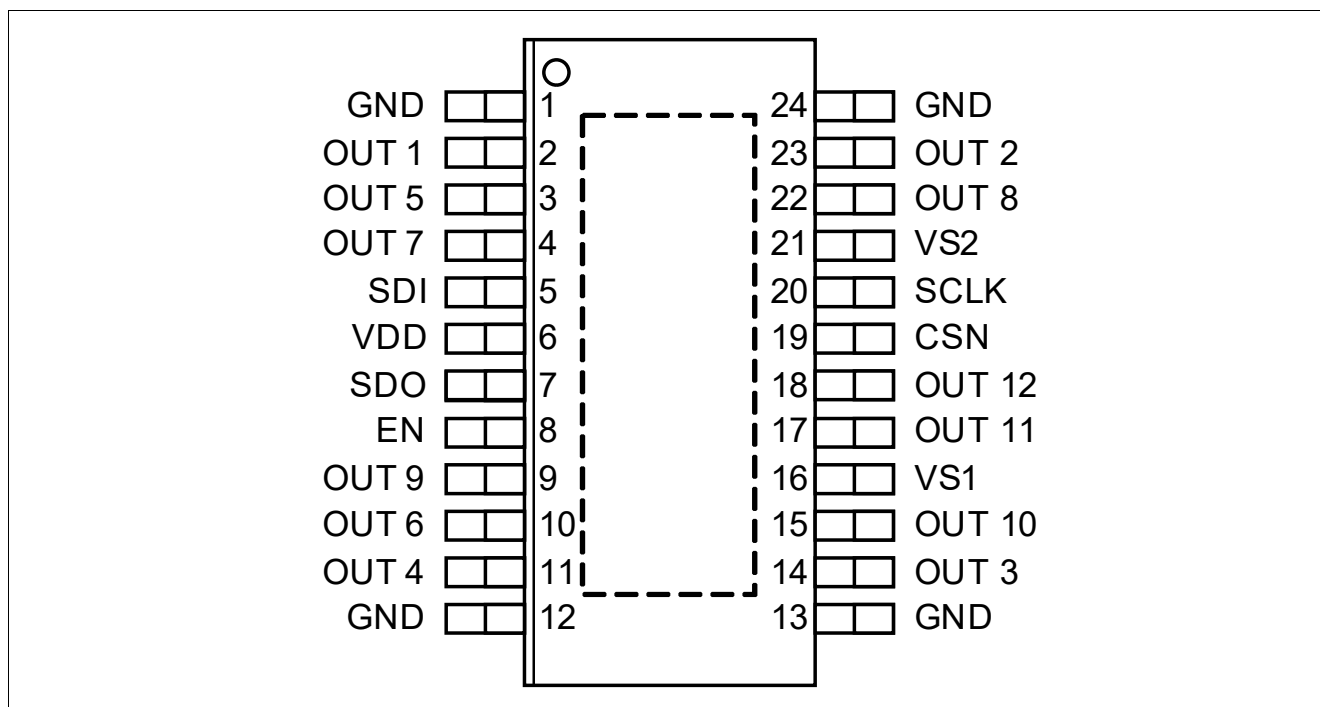 GND 1 24 GND
OUT 1 2 23 OUT 2
OUT 5 3 22 OUT 8
OUT 7 4 21 VS2
SDI 5 20 SCLK
VDD 6 19 CSN
SDO 7 18 OUT 12
EN 8 17 OUT 11
OUT 9 9 16 VS1
OUT 6 10 15 OUT 10
OUT 4 11 14 OUT 3
GND 12 13 GND